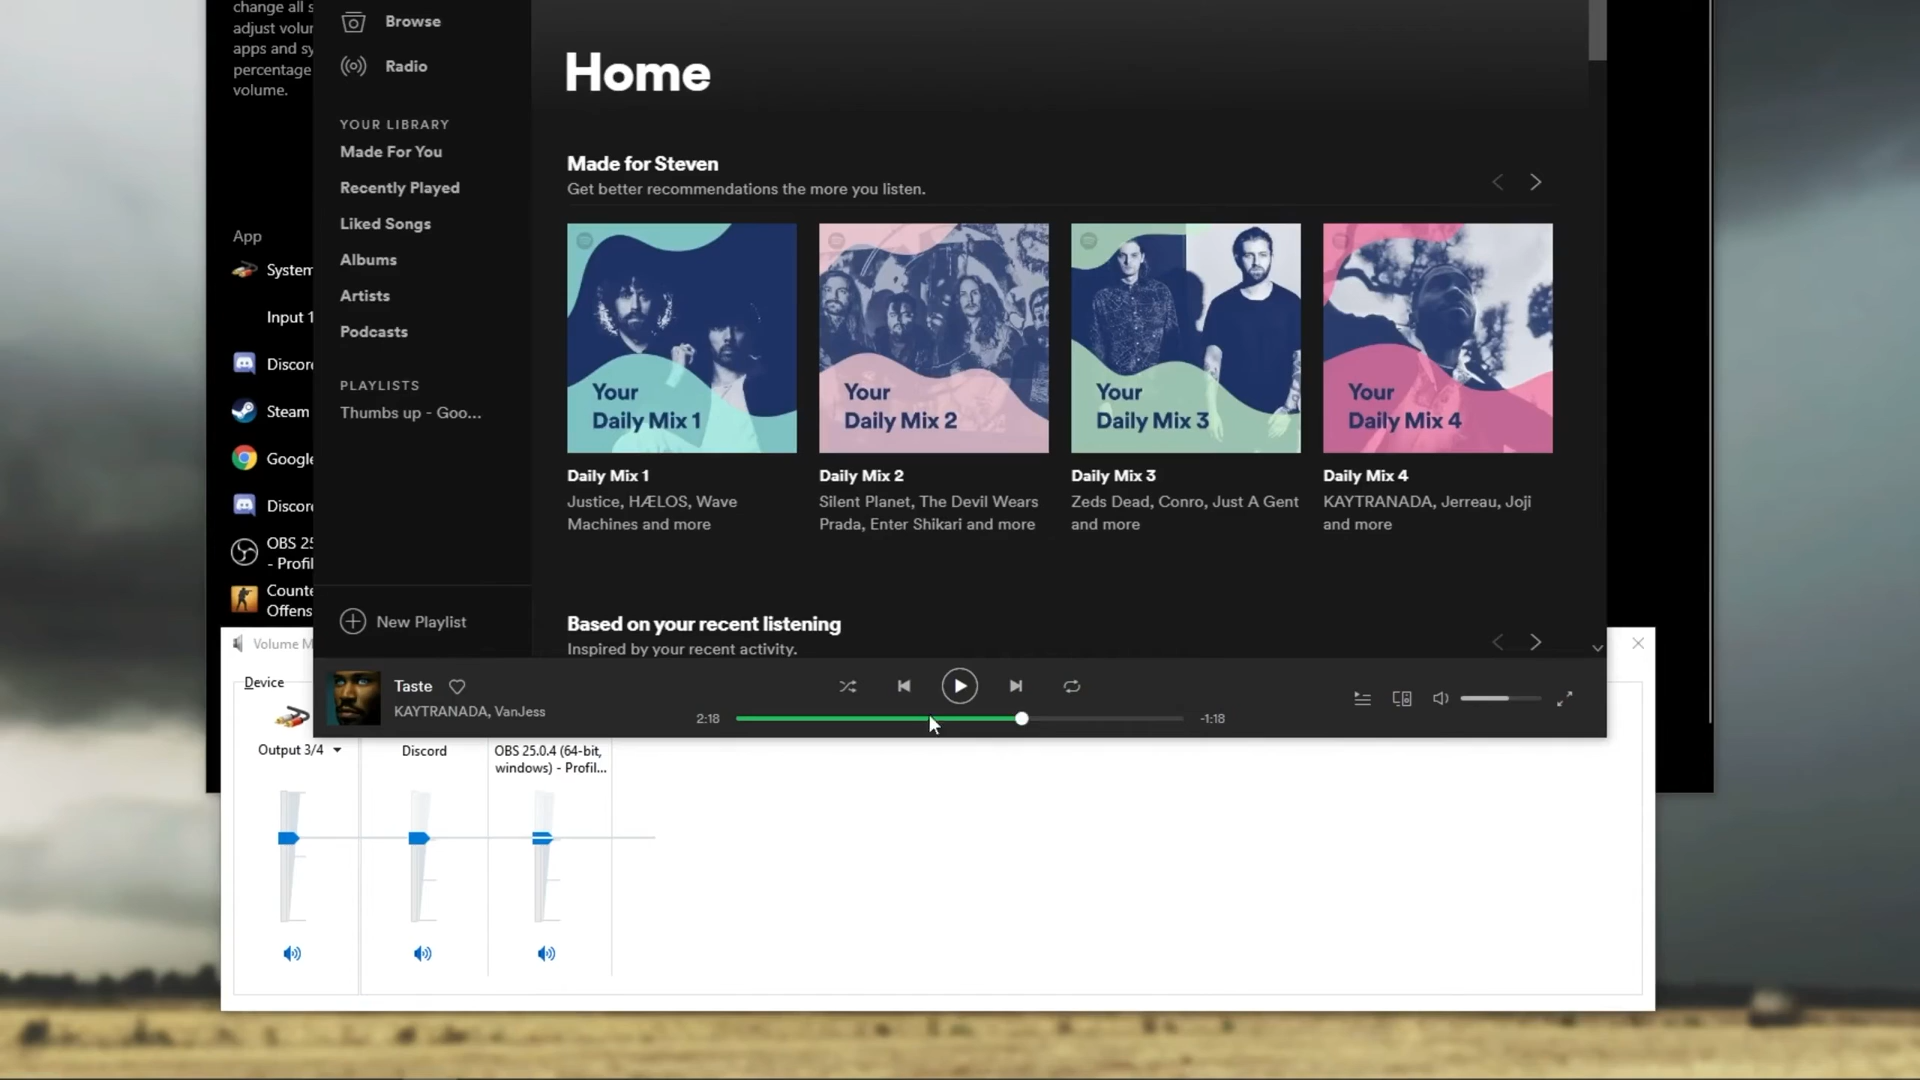 change all s
adjust volu
apps and sy
percentage
volume.
App
System
Input 1
Discord
Steam
Google
Discord
OBS 25
- Profil
Counte
Offens
Browse
Radio
YOUR LIBRARY
Made For You
Recently Played
Liked Songs
Albums
Artists
Podcasts
PLAYLISTS
Thumbs up - Goo...
New Playlist
Home
Made for Steven
Get better recommendations the more you listen.
Your
Daily Mix 1
Your
Daily Mix 2
Your
Daily Mix 3
Your
Daily Mix 4
Daily Mix 1
Justice, HÆLOS, Wave
Machines and more
Daily Mix 2
Silent Planet, The Devil Wears
Prada, Enter Shikari and more
Daily Mix 3
Zeds Dead, Conro, Just A Gent
and more
Daily Mix 4
KAYTRANADA, Jerreau, Joji
and more
Based on your recent listening
Inspired by your recent activity.
Taste
KAYTRANADA, VanJess
2:18
-1:18
Volume M
Device
Output 3/4
Discord
OBS 25.0.4 (64-bit,
windows) - Profil...